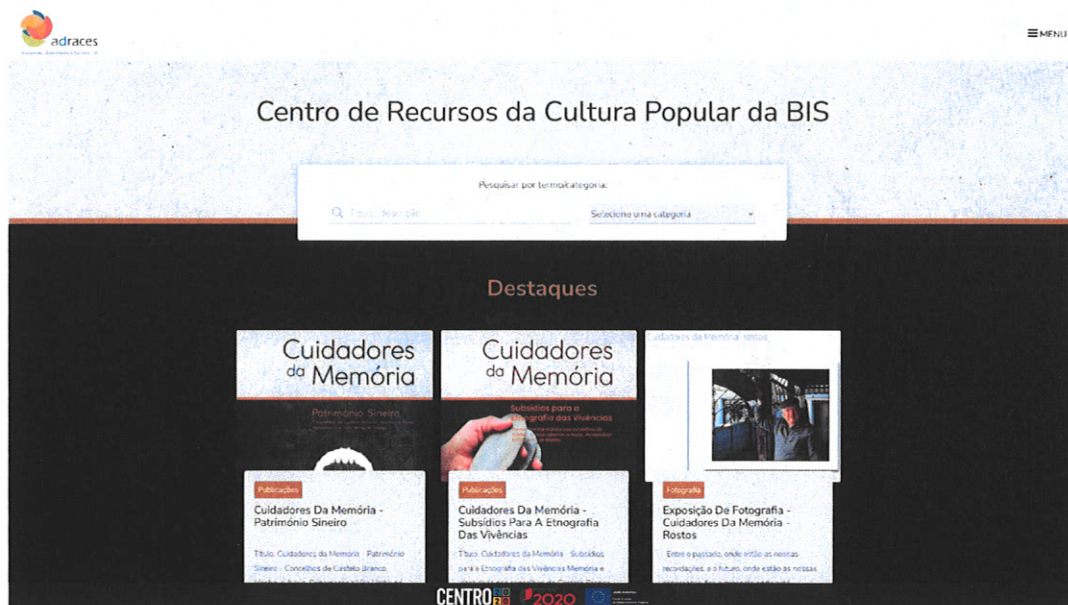 adraces
MENU
Centro de Recursos da Cultura Popular da BIS
Pesquisar por termo/categoria:
Selecione uma categoria
Destaques
Cuidadores
da Memória
Património Sineiro
Publicações
Cuidadores Da Memória -
Património Sineiro
Título: Cuidadores da Memória - Património
Sineiro - Concelhos de Castelo Branco,
Cuidadores
da Memória
Subsídios para a
Etnografia das Vivências
Publicações
Cuidadores Da Memória -
Subsídios Para A Etnografia
Das Vivências
Título: Cuidadores da Memória - Subsídios
para a Etnografia das Vivências Memória e
Cuidadores da Memória rostos
Fotografia
Exposição De Fotografia -
Cuidadores Da Memória -
Rostos
Entre o passado, onde estão as nossas
recordações, e o futuro, onde estão as nossas
CENTRO 2020
2020